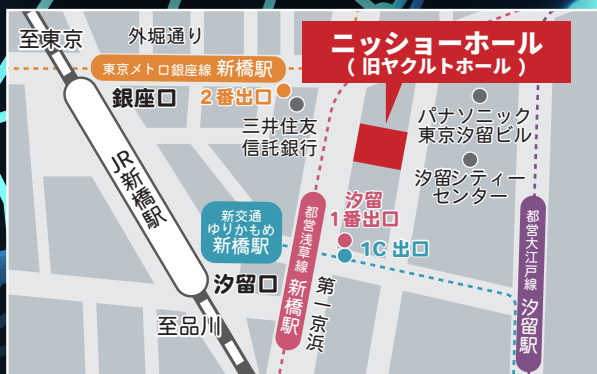 至東京
外堀通り
ニッショーホール
( 旧ヤクルトホール )
東京メトロ銀座線 新橋駅
銀座口
2番出口
三井住友
信託銀行
パナソニック
東京汐留ビル
汐留シティー
センター
JR新橋駅
新交通
ゆりかもめ
新橋駅
汐留
1番出口
1C 出口
都営浅草線 新橋駅
都営大江戸線 汐留駅
汐留口
第一京浜
至品川